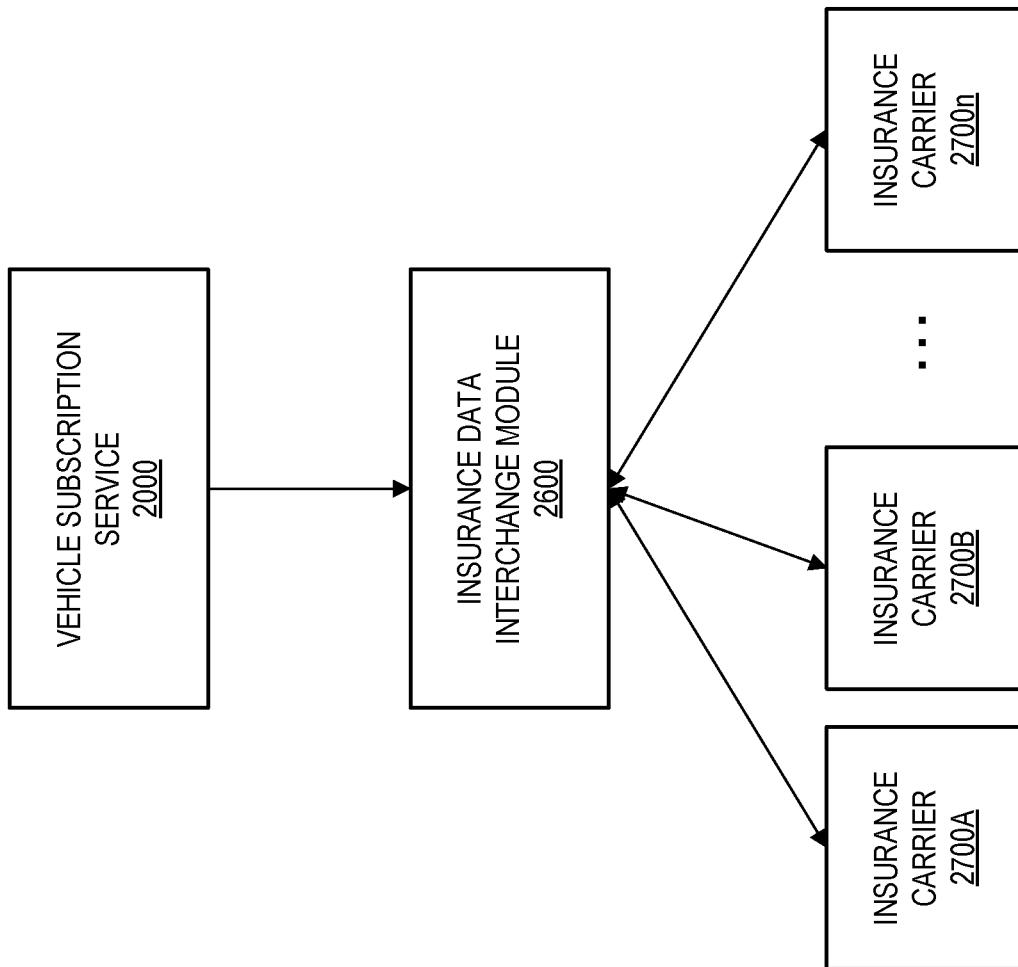 VEHICLE SUBSCRIPTION
SERVICE
2000
INSURANCE DATA
INTERCHANGE MODULE
2600
INSURANCE
CARRIER
2700A
INSURANCE
CARRIER
2700B
...
INSURANCE
CARRIER
2700n